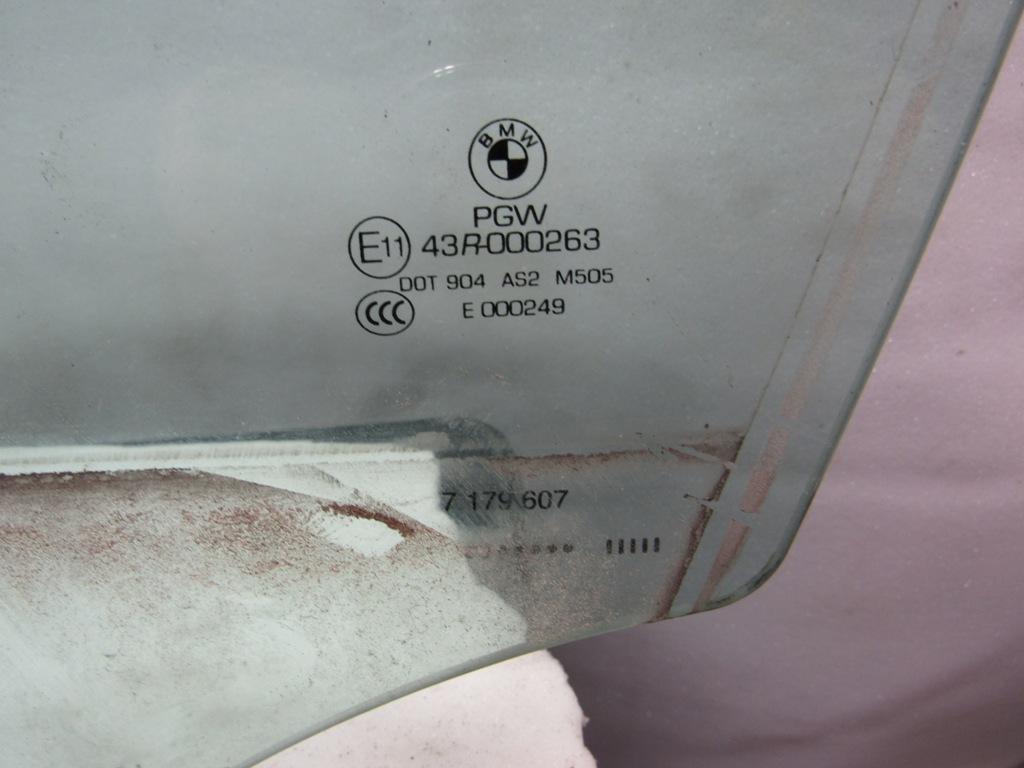 BMW
PGW
E11 43R-000263
DOT 904 AS2 M505
CCC E 000249
7 179 607